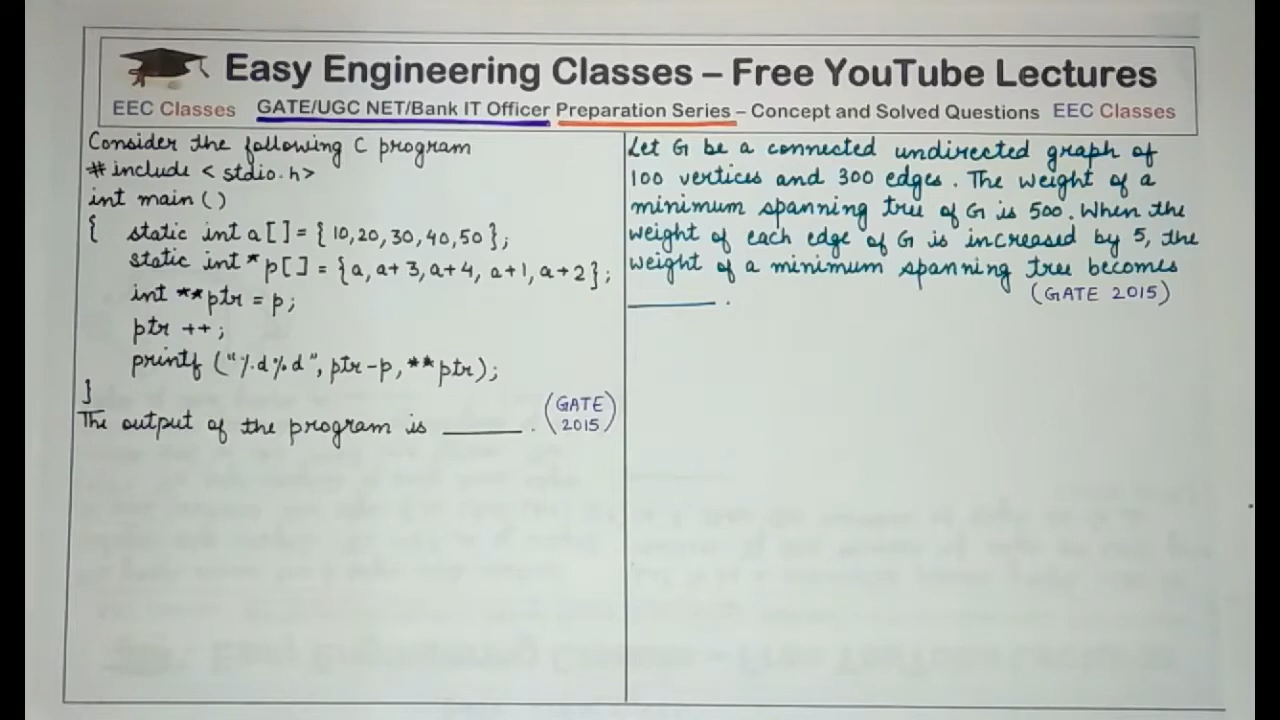 Easy Engineering Classes – Free YouTube Lectures
EEC Classes GATE/UGC NET/Bank IT Officer Preparation Series – Concept and Solved Questions EEC Classes
Consider the following C program
# include < stdio.h>
int main ( )
{ static int a [ ] = { 10, 20, 30, 40, 50 };
static int * p [ ] = { a, a+ 3, a+ 4, a+1, a+ 2 } ;
int **ptr = p;
ptr ++ ;
printf ("%d%d", ptr - p, **ptr);
}
The output of the program is ______ . (GATE 2015)
Let G be a connected undirected graph of
100 vertices and 300 edges. The weight of a
minimum spanning tree of G is 500. When the
weight of each edge of G is increased by 5, the
weight of a minimum spanning tree becomes
______ . (GATE 2015)